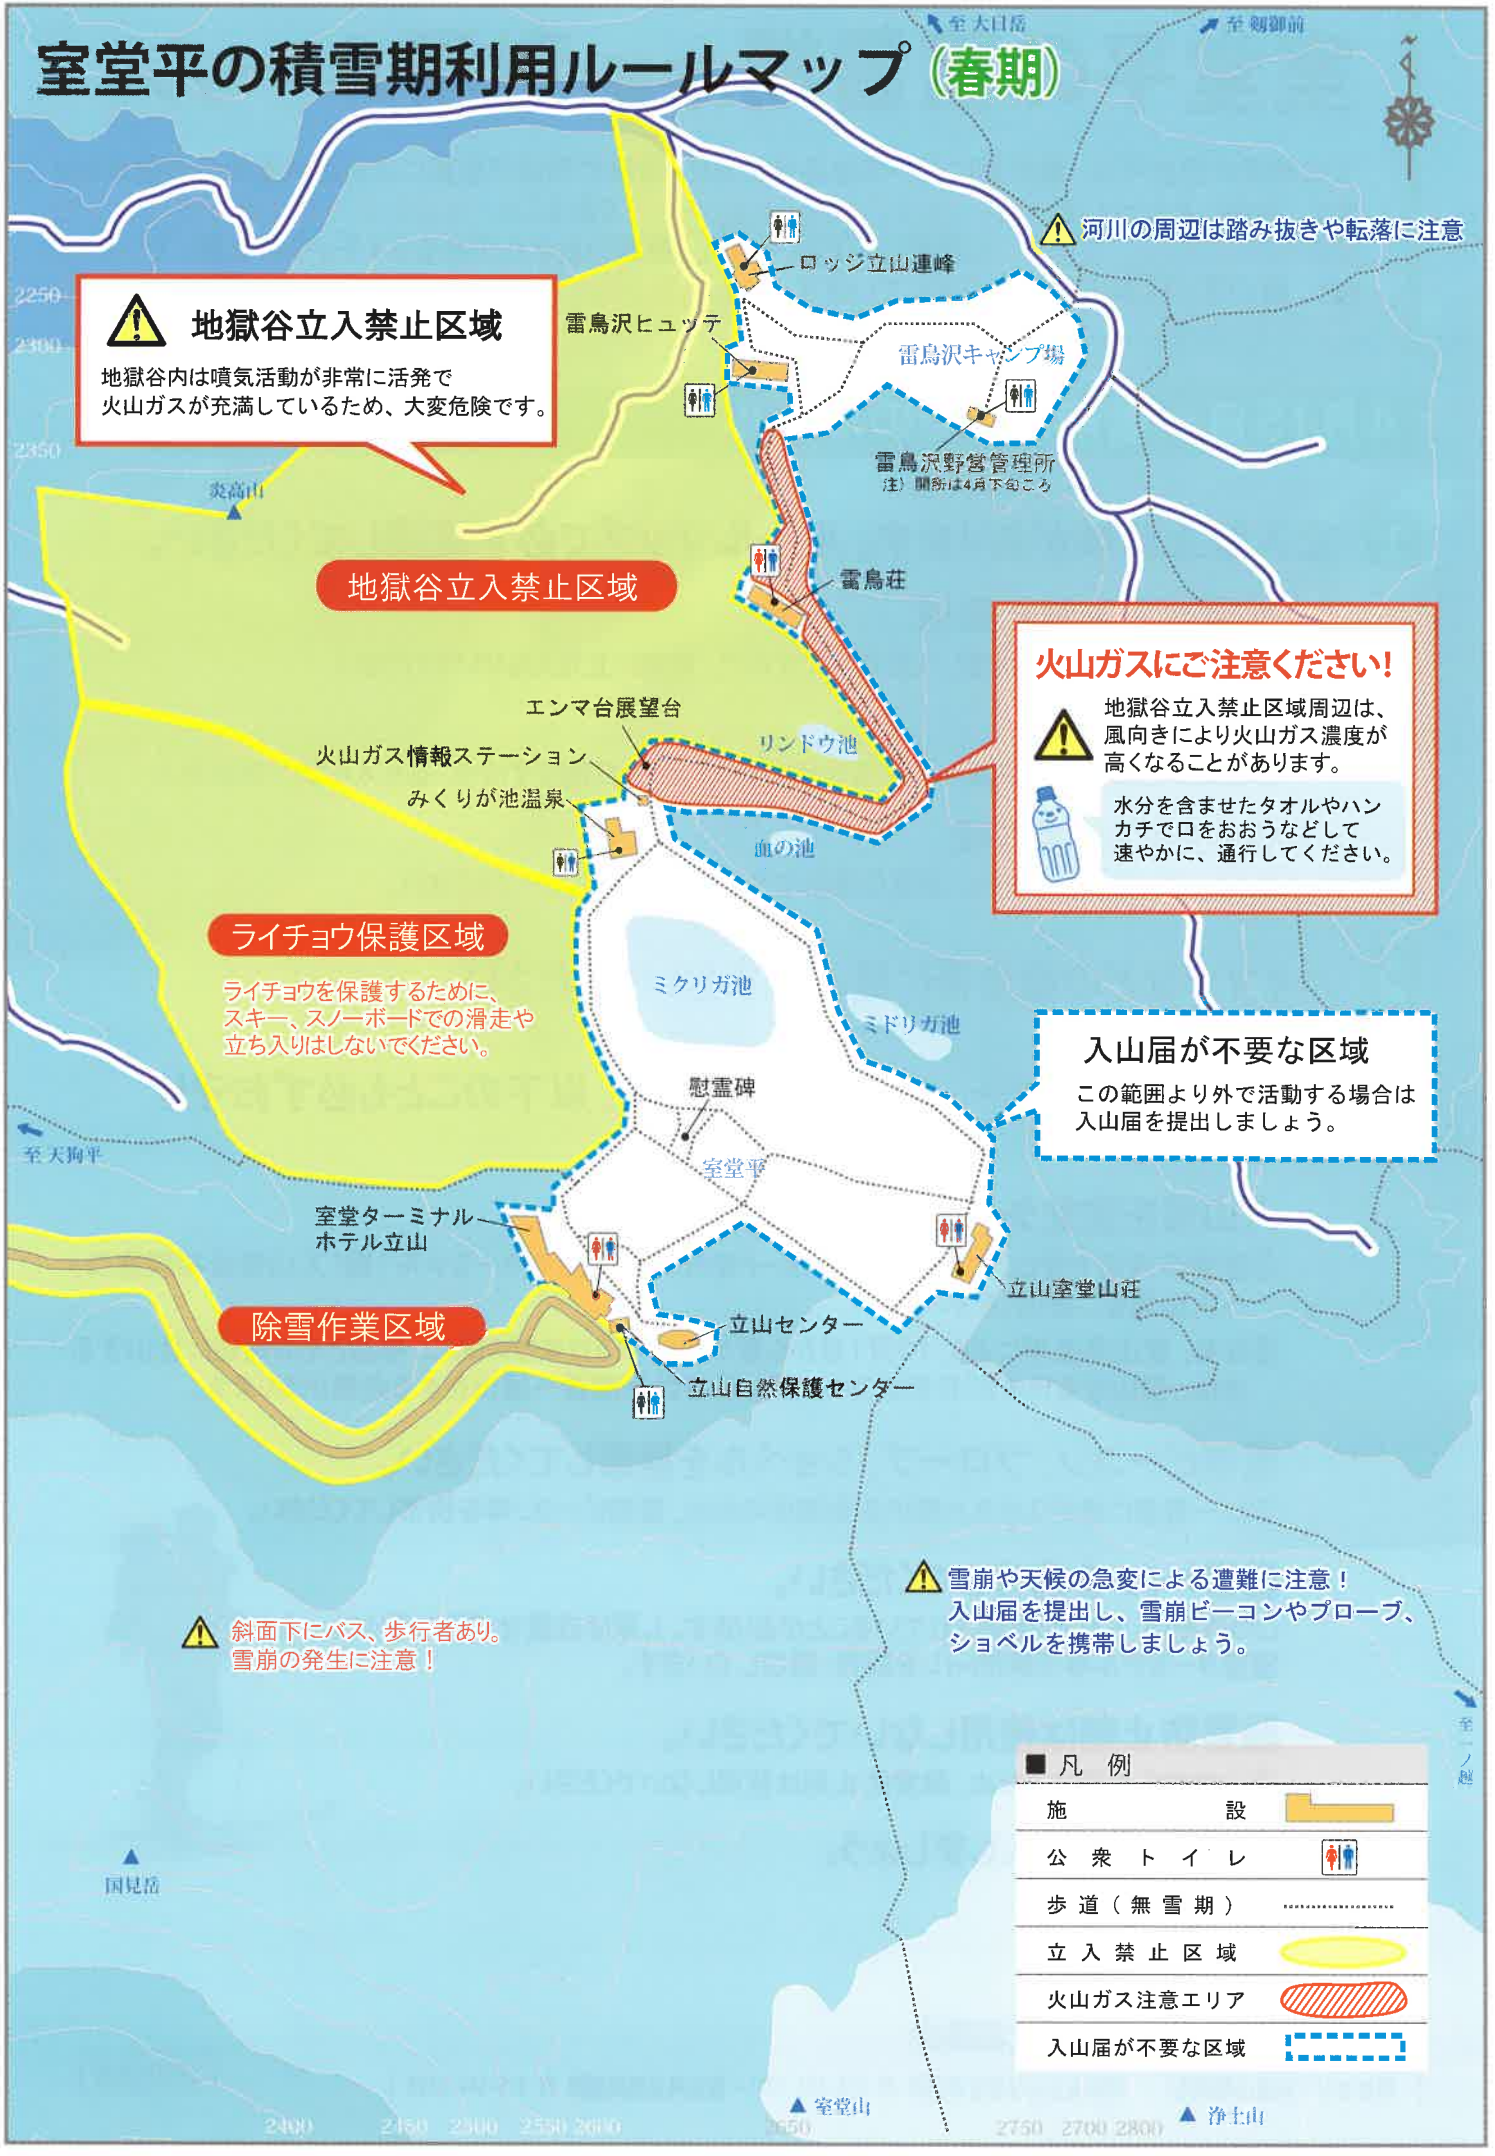 室堂平の積雪期利用ルールマップ(春期)
至 大日岳
至 剱御前
河川の周辺は踏み抜きや転落に注意
ロッジ立山連峰
雷鳥沢ヒュッテ
2250
2300
2350
地獄谷立入禁止区域
地獄谷内は噴気活動が非常に活発で
火山ガスが充満しているため、大変危険です。
雷鳥沢キャンプ場
雷鳥沢野営管理所
注）開所は4月下旬ころ
炎高山
地獄谷立入禁止区域
雷鳥荘
火山ガスにご注意ください!
地獄谷立入禁止区域周辺は、
風向きにより火山ガス濃度が
高くなることがあります。
水分を含ませたタオルやハン
カチで口をおおうなどして
速やかに、通行してください。
エンマ台展望台
リンドウ池
火山ガス情報ステーション
みくりが池温泉
血の池
ライチョウ保護区域
ライチョウを保護するために、
スキー、スノーボードでの滑走や
立ち入りはしないでください。
ミクリガ池
ミドリガ池
入山届が不要な区域
この範囲より外で活動する場合は
入山届を提出しましょう。
慰霊碑
至 天狗平
室堂平
室堂ターミナル
ホテル立山
立山室堂山荘
除雪作業区域
立山センター
立山自然保護センター
雪崩や天候の急変による遭難に注意！
入山届を提出し、雪崩ビーコンやプローブ、
ショベルを携帯しましょう。
斜面下にバス、歩行者あり。
雪崩の発生に注意！
至一ノ越
■ 凡 例
施 設
公 衆 ト イ レ
歩 道（ 無 雪 期 ）
立 入 禁 止 区 域
火山ガス注意エリア
入山届が不要な区域
国見岳
室堂山
浄土山
2400
2450
2500
2550
2600
2650
2750
2700
2800